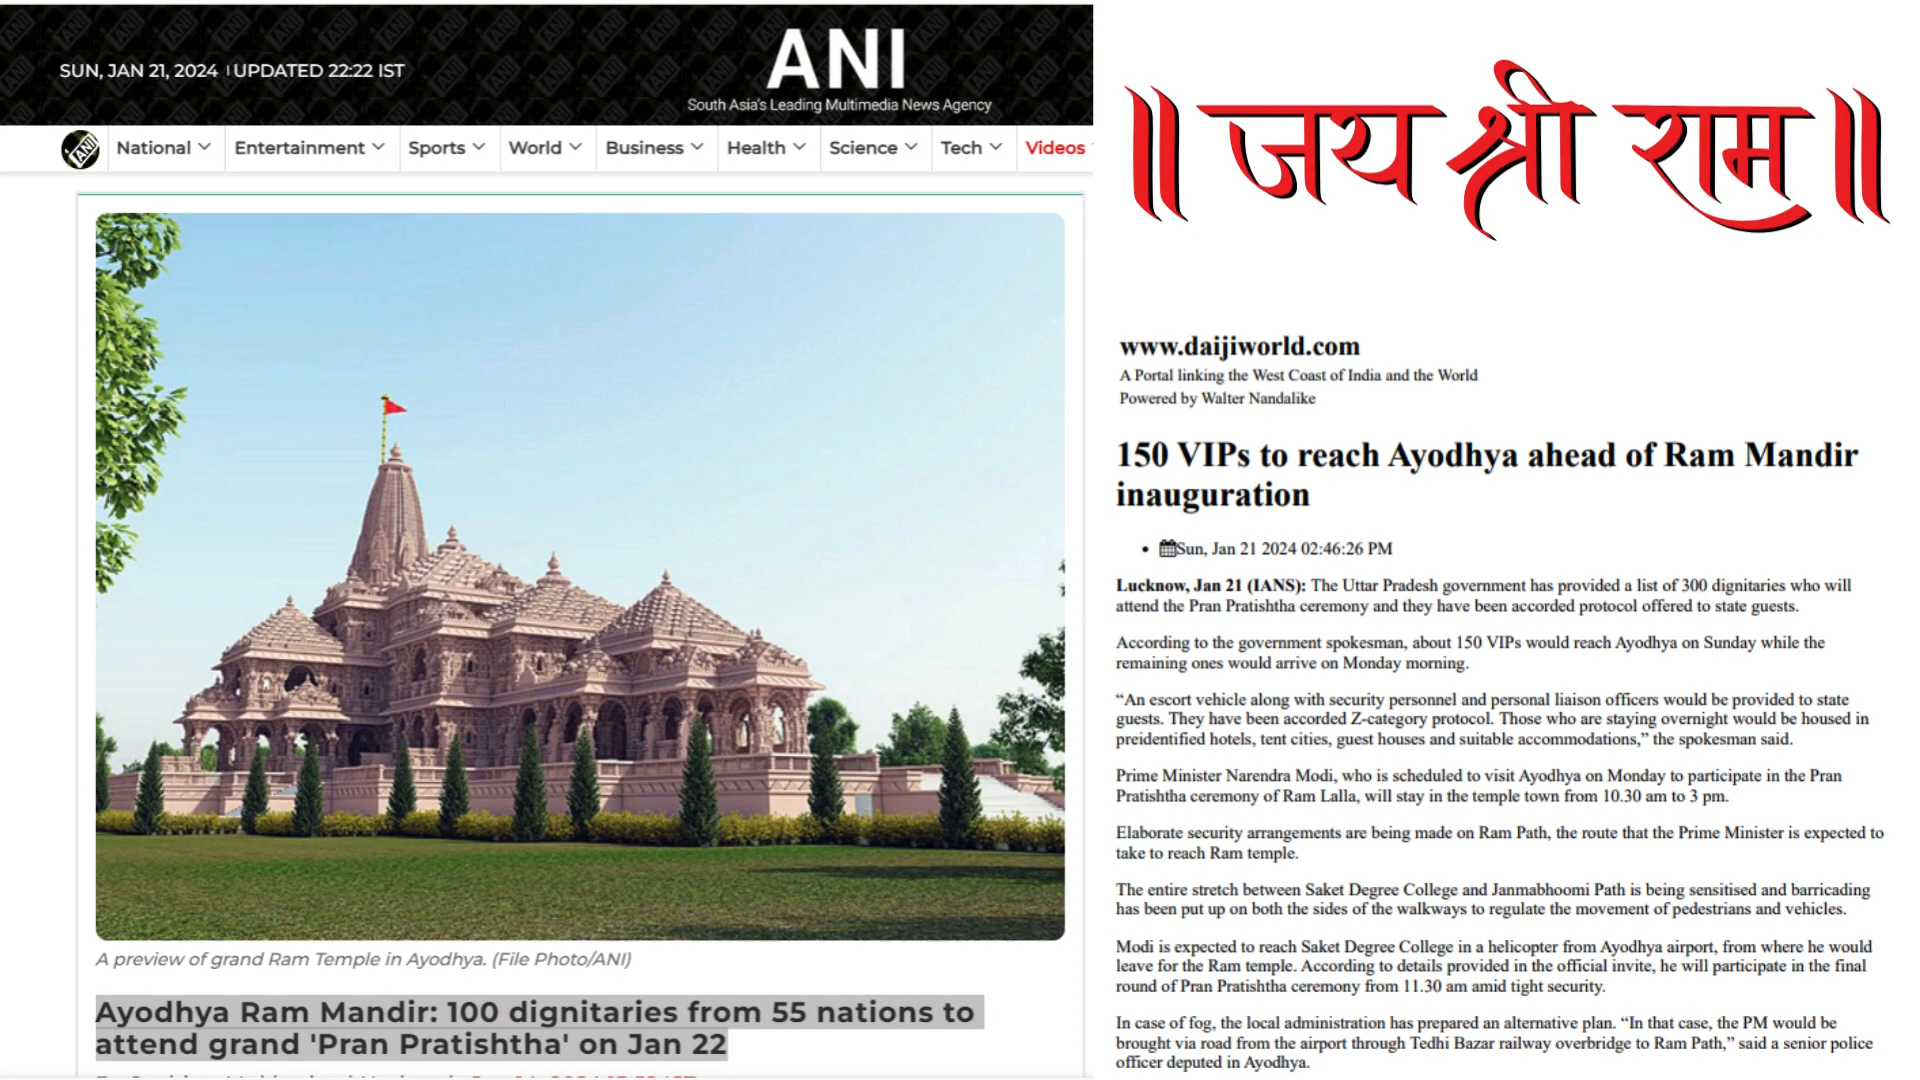 SUN, JAN 21, 2024 | UPDATED 22:22 IST
ANI
South Asia's Leading Multimedia News Agency
ANI
National
Entertainment
Sports
World
Business
Health
Science
Tech
Videos
A preview of grand Ram Temple in Ayodhya. (File Photo/ANI)
Ayodhya Ram Mandir: 100 dignitaries from 55 nations to
attend grand 'Pran Pratishtha' on Jan 22
॥ जय श्री राम ॥
www.daijiworld.com
A Portal linking the West Coast of India and the World
Powered by Walter Nandalike
150 VIPs to reach Ayodhya ahead of Ram Mandir
inauguration
• Sun, Jan 21 2024 02:46:26 PM
Lucknow, Jan 21 (IANS): The Uttar Pradesh government has provided a list of 300 dignitaries who will
attend the Pran Pratishtha ceremony and they have been accorded protocol offered to state guests.
According to the government spokesman, about 150 VIPs would reach Ayodhya on Sunday while the
remaining ones would arrive on Monday morning.
“An escort vehicle along with security personnel and personal liaison officers would be provided to state
guests. They have been accorded Z-category protocol. Those who are staying overnight would be housed in
preidentified hotels, tent cities, guest houses and suitable accommodations,” the spokesman said.
Prime Minister Narendra Modi, who is scheduled to visit Ayodhya on Monday to participate in the Pran
Pratishtha ceremony of Ram Lalla, will stay in the temple town from 10.30 am to 3 pm.
Elaborate security arrangements are being made on Ram Path, the route that the Prime Minister is expected to
take to reach Ram temple.
The entire stretch between Saket Degree College and Janmabhoomi Path is being sensitised and barricading
has been put up on both the sides of the walkways to regulate the movement of pedestrians and vehicles.
Modi is expected to reach Saket Degree College in a helicopter from Ayodhya airport, from where he would
leave for the Ram temple. According to details provided in the official invite, he will participate in the final
round of Pran Pratishtha ceremony from 11.30 am amid tight security.
In case of fog, the local administration has prepared an alternative plan. “In that case, the PM would be
brought via road from the airport through Tedhi Bazar railway overbridge to Ram Path,” said a senior police
officer deputed in Ayodhya.